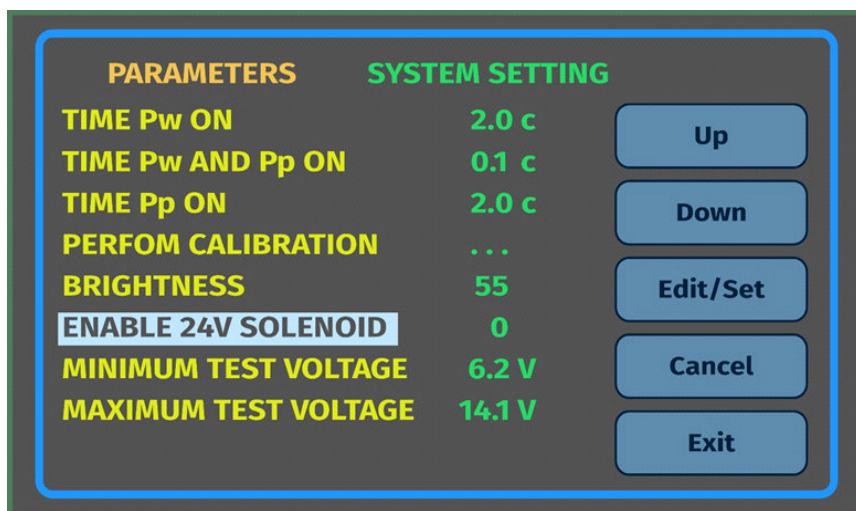 PARAMETERS SYSTEM SETTING
TIME Pw ON 2.0 c
TIME Pw AND Pp ON 0.1 c
TIME Pp ON 2.0 c
PERFOM CALIBRATION ...
BRIGHTNESS 55
ENABLE 24V SOLENOID 0
MINIMUM TEST VOLTAGE 6.2 V
MAXIMUM TEST VOLTAGE 14.1 V
Up
Down
Edit/Set
Cancel
Exit